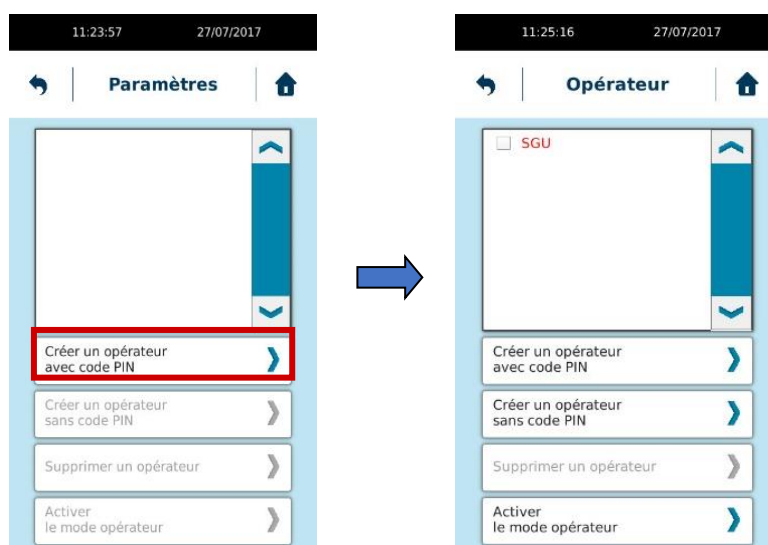 11:23:57 27/07/2017
Paramètres
Créer un opérateur
avec code PIN
Créer un opérateur
sans code PIN
Supprimer un opérateur
Activer
le mode opérateur
11:25:16 27/07/2017
Opérateur
SGU
Créer un opérateur
avec code PIN
Créer un opérateur
sans code PIN
Supprimer un opérateur
Activer
le mode opérateur